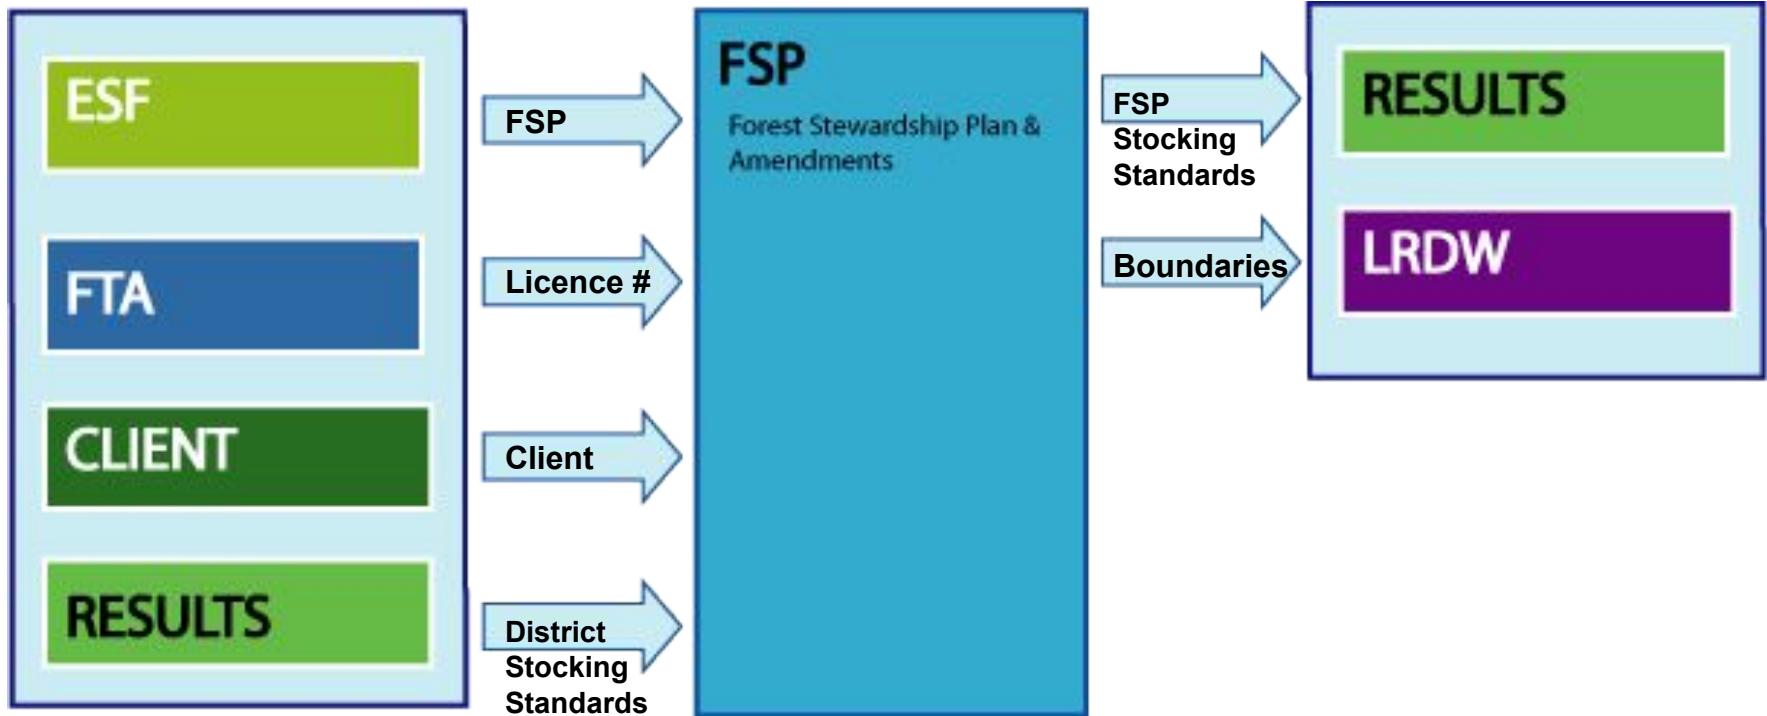 ESF
FTA
CLIENT
RESULTS
FSP
Licence #
Client
District
Stocking
Standards
FSP
Forest Stewardship Plan &
Amendments
FSP
Stocking
Standards
Boundaries
RESULTS
LRDW